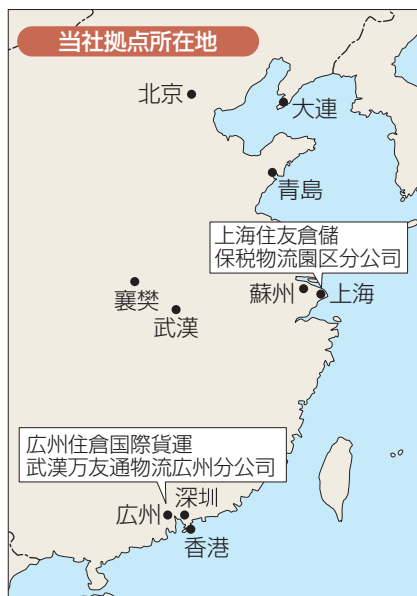 当社拠点所在地
北京
大連
青島
上海住友倉儲
保税物流園区分公司
蘇州
上海
襄樊
武漢
広州住倉国際貨運
武漢万友通物流広州分公司
深圳
広州
香港